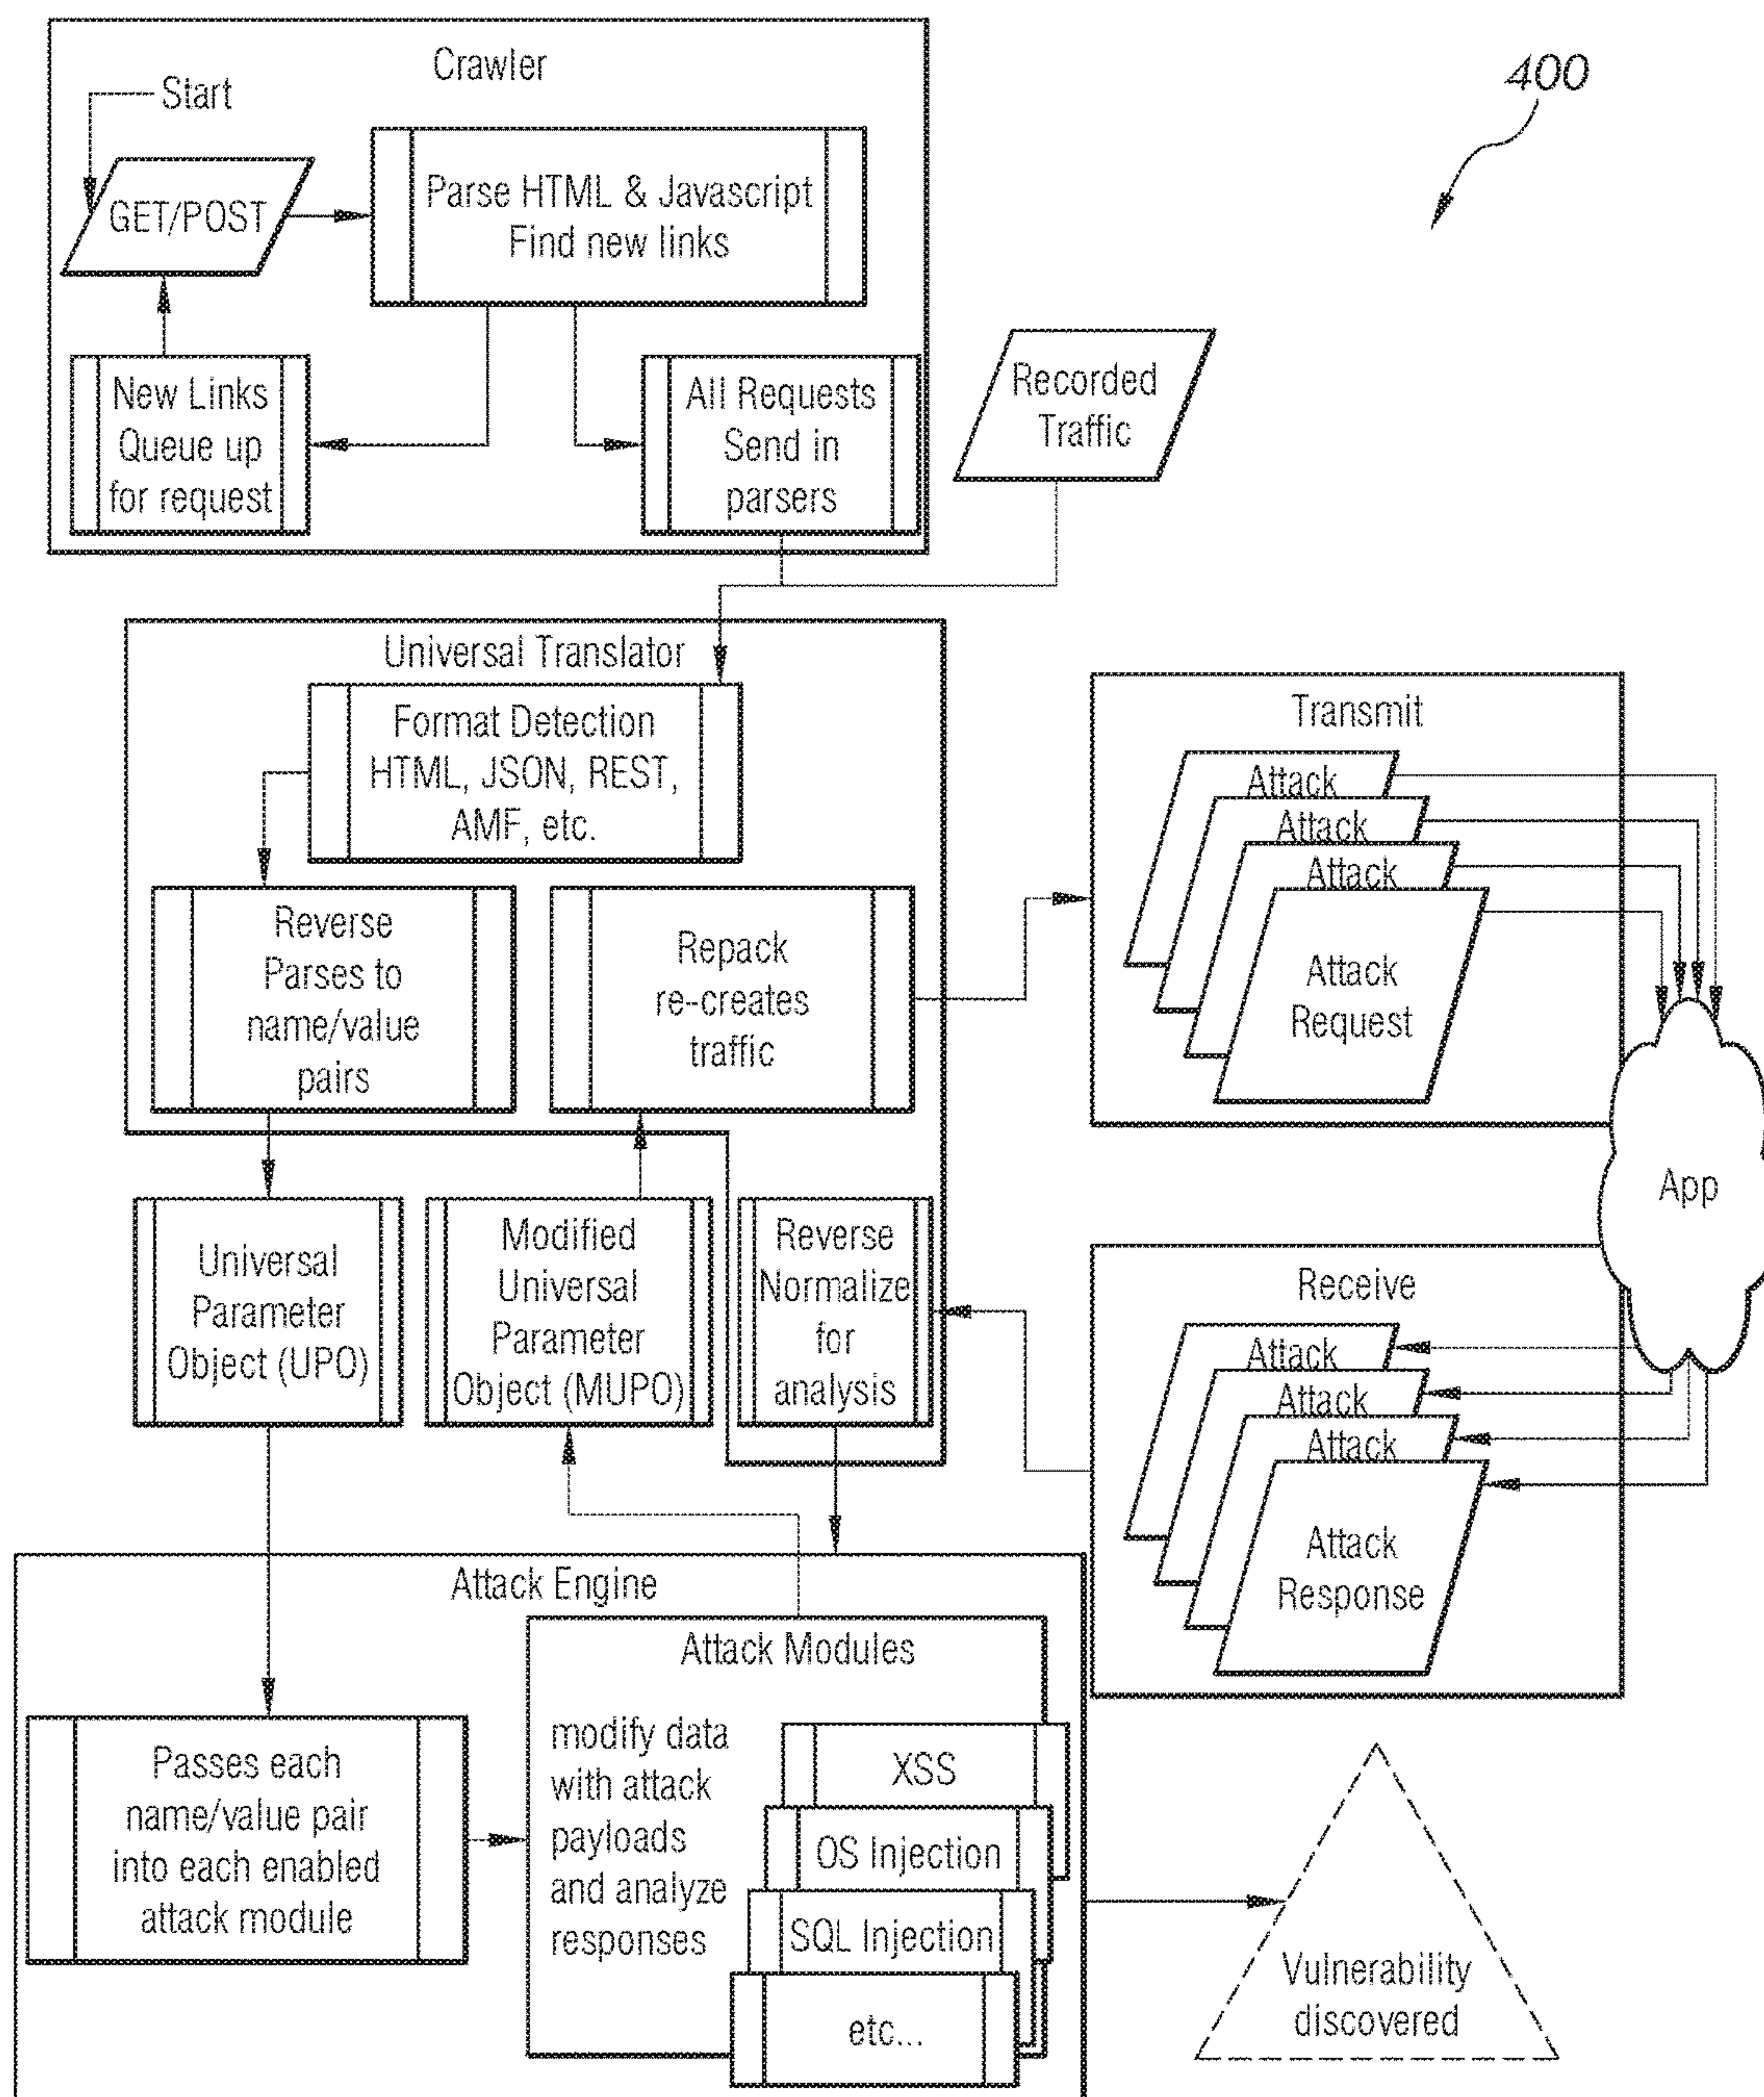 Crawler
Start
400
GET/POST
Parse HTML & Javascript
Find new links
New Links
Queue up
for request
All Requests
Send in
parsers
Recorded
Traffic
Universal Translator
Format Detection
HTML, JSON, REST,
AMF, etc.
Reverse
Parses to
name/value
pairs
Repack
re-creates
traffic
Transmit
Attack
Attack
Attack
Attack
Request
App
Universal
Parameter
Object (UPO)
Modified
Universal
Parameter
Object (MUPO)
Reverse
Normalize
for
analysis
Receive
Attack
Attack
Attack
Attack
Response
Attack Engine
Passes each
name/value pair
into each enabled
attack module
Attack Modules
modify data
with attack
payloads
and analyze
responses
XSS
OS Injection
SQL Injection
etc...
Vulnerability
discovered